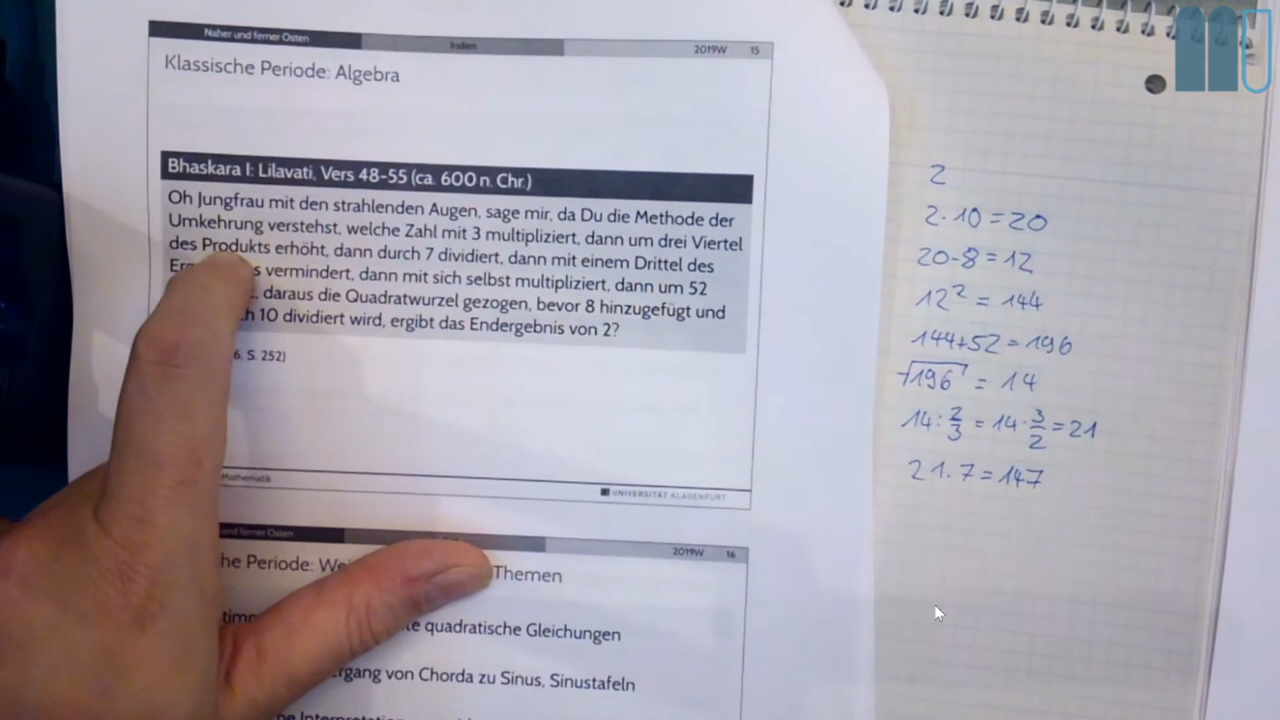 Naher und ferner Osten
Indien
2019W 15
Klassische Periode: Algebra
Bhaskara I: Lilavati, Vers 48-55 (ca. 600 n. Chr.)
Oh Jungfrau mit den strahlenden Augen, sage mir, da Du die Methode der
Umkehrung verstehst, welche Zahl mit 3 multipliziert, dann um drei Viertel
des Produkts erhöht, dann durch 7 dividiert, dann mit einem Drittel des
vermindert, dann mit sich selbst multipliziert, dann um 52
daraus die Quadratwurzel gezogen, bevor 8 hinzugefügt und
10 dividiert wird, ergibt das Endergebnis von 2?
6, S. 252)
Mathematik
UNIVERSITÄT KLAGENFURT
und ferner Osten
2019W 16
he Periode: Themen
quadratische Gleichungen
rgang von Chorda zu Sinus, Sinustafeln
2
2·10=20
20-8=12
12² = 144
144+52=196
√196 = 14
14:2/3 = 14·3/2=21
21·7=147